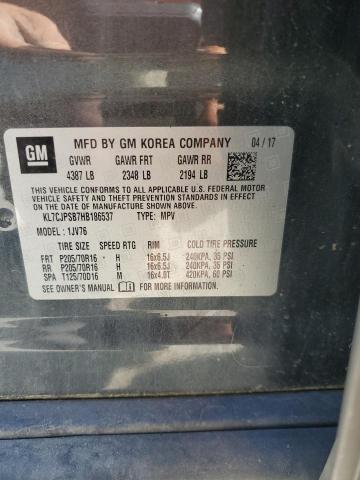 GM
MFD BY GM KOREA COMPANY 04/17
GVWR GAWR FRT GAWR RR
4387 LB 2348 LB 2194 LB
THIS VEHICLE CONFORMS TO ALL APPLICABLE U.S. FEDERAL MOTOR
VEHICLE SAFETY, BUMPER, AND THEFT PREVENTION STANDARDS IN EFFECT ON THE
DATE OF MANUFACTURE SHOWN ABOVE.
KL7CJPSB7HB186537 TYPE: MPV
MODEL : 1JV76
TIRE SIZE SPEED RTG RIM COLD TIRE PRESSURE
FRT P205/70R16 H 16x6.5J 240KPA, 35 PSI
RR P205/70R16 H 16x6.5J 240KPA, 35 PSI
SPA T125/70D16 M 16x4.0T 420KPA, 60 PSI
SEE OWNER'S MANUAL FOR MORE INFORMATION.